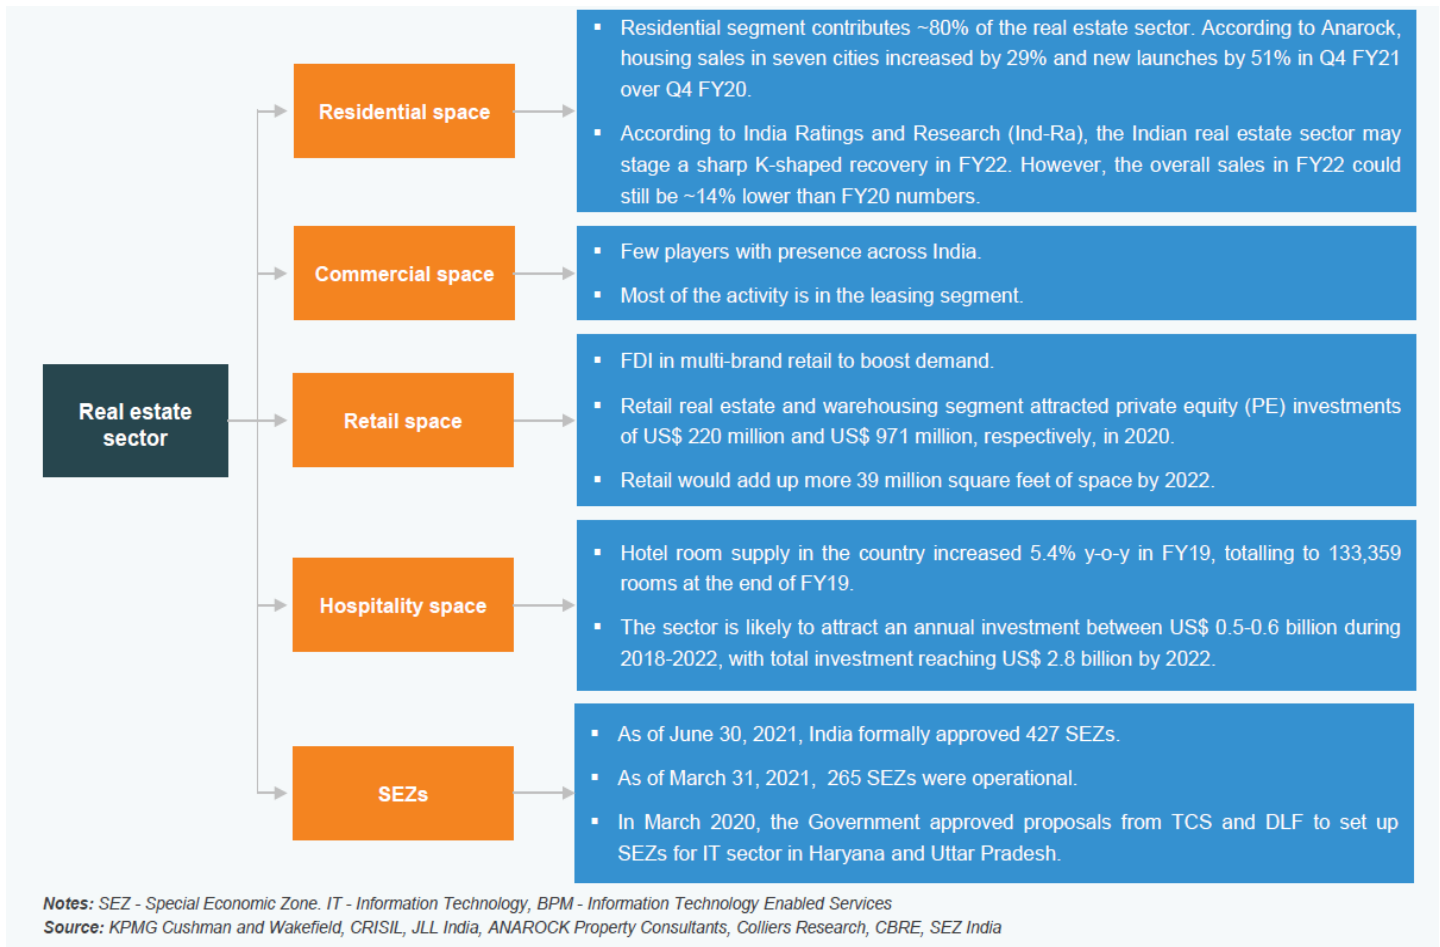 Real estate
sector
Residential space
▪ Residential segment contributes ~80% of the real estate sector. According to Anarock,
housing sales in seven cities increased by 29% and new launches by 51% in Q4 FY21
over Q4 FY20.
▪ According to India Ratings and Research (Ind-Ra), the Indian real estate sector may
stage a sharp K-shaped recovery in FY22. However, the overall sales in FY22 could
still be ~14% lower than FY20 numbers.
Commercial space
▪ Few players with presence across India.
▪ Most of the activity is in the leasing segment.
Retail space
▪ FDI in multi-brand retail to boost demand.
▪ Retail real estate and warehousing segment attracted private equity (PE) investments
of US$ 220 million and US$ 971 million, respectively, in 2020.
▪ Retail would add up more 39 million square feet of space by 2022.
Hospitality space
▪ Hotel room supply in the country increased 5.4% y-o-y in FY19, totalling to 133,359
rooms at the end of FY19.
▪ The sector is likely to attract an annual investment between US$ 0.5-0.6 billion during
2018-2022, with total investment reaching US$ 2.8 billion by 2022.
SEZs
▪ As of June 30, 2021, India formally approved 427 SEZs.
▪ As of March 31, 2021, 265 SEZs were operational.
▪ In March 2020, the Government approved proposals from TCS and DLF to set up
SEZs for IT sector in Haryana and Uttar Pradesh.
Notes: SEZ - Special Economic Zone. IT - Information Technology, BPM - Information Technology Enabled Services
Source: KPMG Cushman and Wakefield, CRISIL, JLL India, ANAROCK Property Consultants, Colliers Research, CBRE, SEZ India